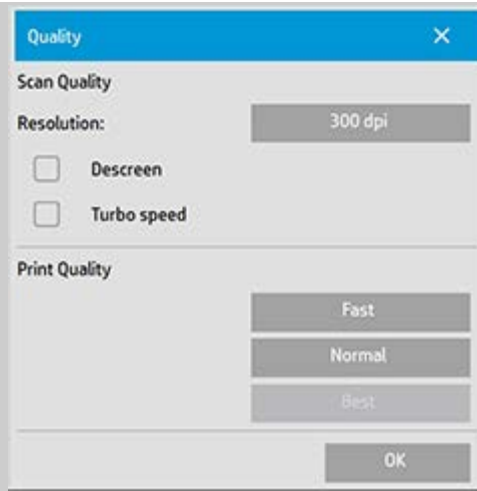 Quality
Scan Quality
Resolution: 300 dpi
Descreen
Turbo speed
Print Quality
Fast
Normal
Best
OK